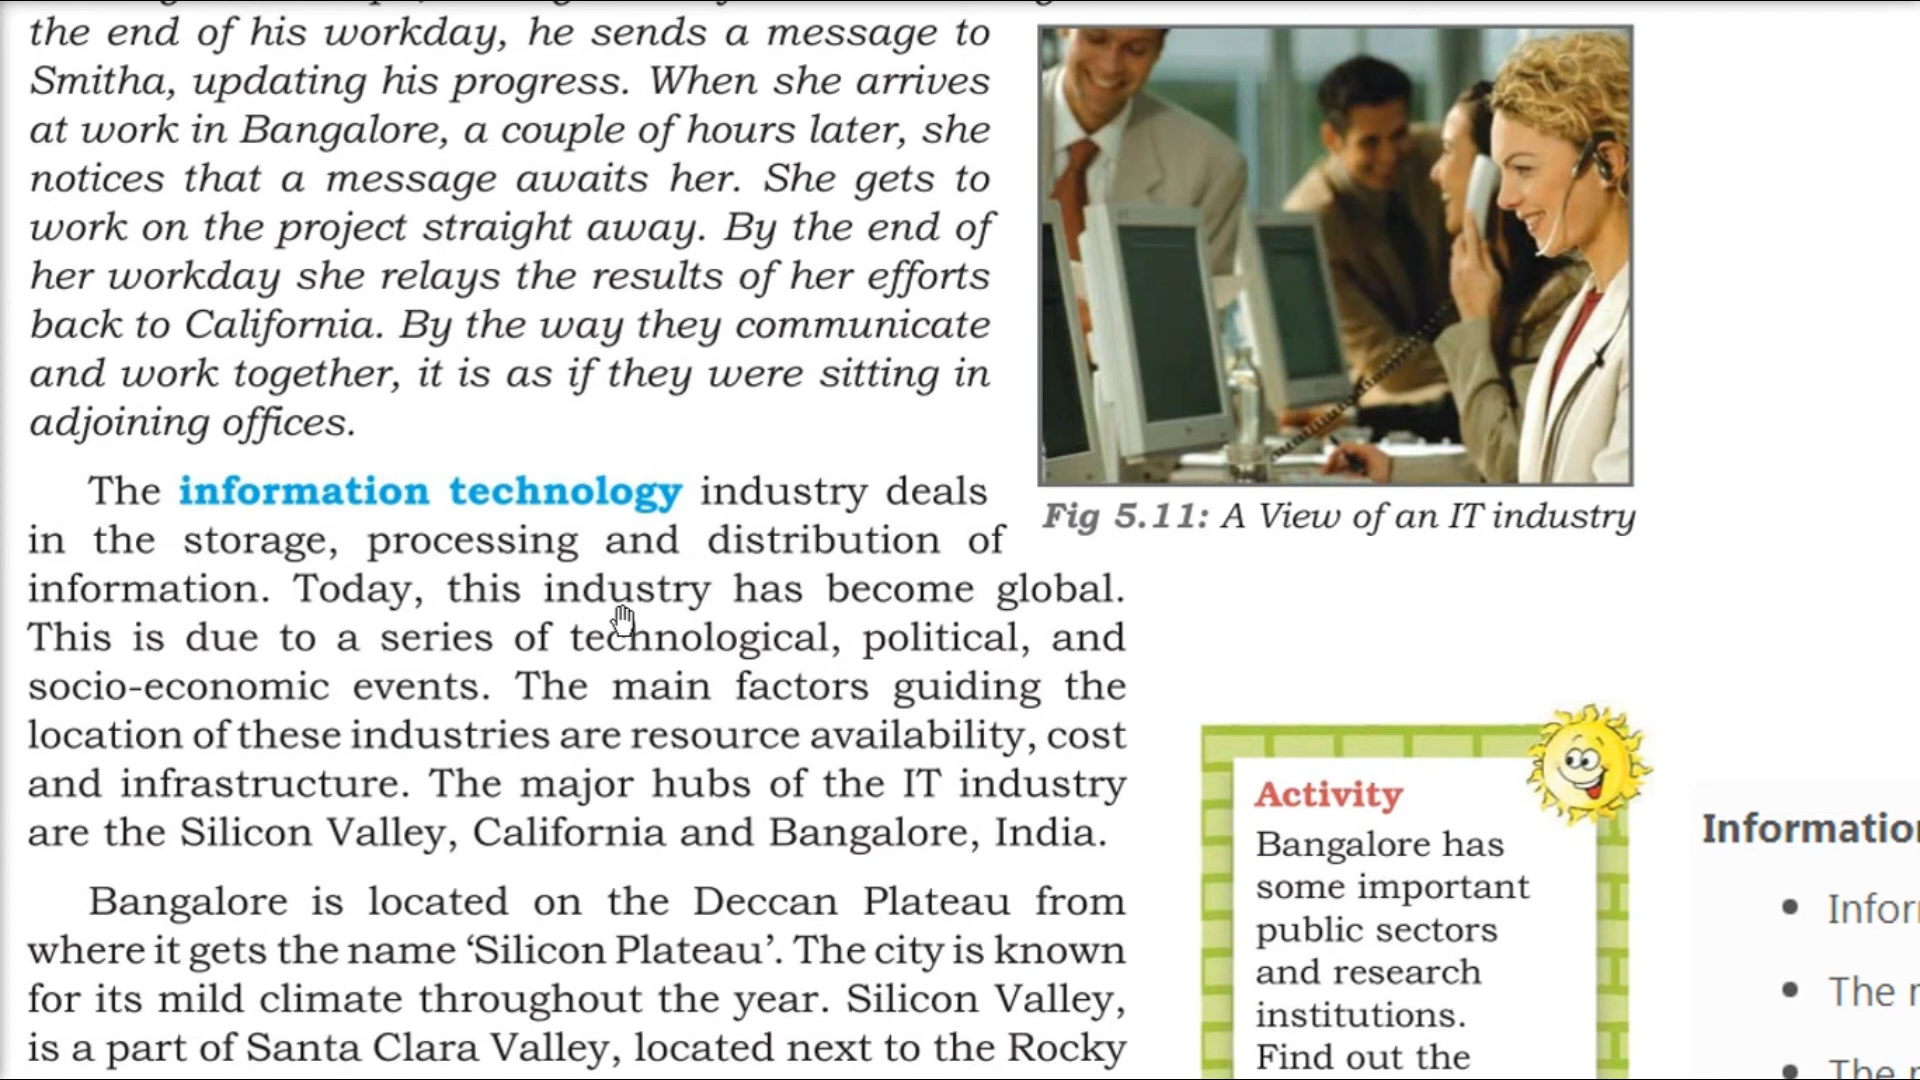 the end of his workday, he sends a message to
Smitha, updating his progress. When she arrives
at work in Bangalore, a couple of hours later, she
notices that a message awaits her. She gets to
work on the project straight away. By the end of
her workday she relays the results of her efforts
back to California. By the way they communicate
and work together, it is as if they were sitting in
adjoining offices.
The information technology industry deals
in the storage, processing and distribution of
information. Today, this industry has become global.
This is due to a series of technological, political, and
socio-economic events. The main factors guiding the
location of these industries are resource availability, cost
and infrastructure. The major hubs of the IT industry
are the Silicon Valley, California and Bangalore, India.
Bangalore is located on the Deccan Plateau from
where it gets the name ‘Silicon Plateau’. The city is known
for its mild climate throughout the year. Silicon Valley,
is a part of Santa Clara Valley, located next to the Rocky
Fig 5.11: A View of an IT industry
Activity
Bangalore has
some important
public sectors
and research
institutions.
Find out the
The
The